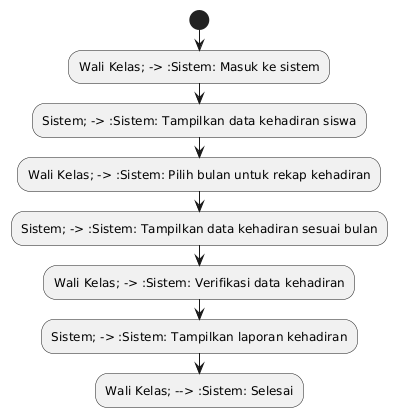 Wali Kelas; -> :Sistem: Masuk ke sistem
Sistem; -> :Sistem: Tampilkan data kehadiran siswa
Wali Kelas; -> :Sistem: Pilih bulan untuk rekap kehadiran
Sistem; -> :Sistem: Tampilkan data kehadiran sesuai bulan
Wali Kelas; -> :Sistem: Verifikasi data kehadiran
Sistem; -> :Sistem: Tampilkan laporan kehadiran
Wali Kelas; --> :Sistem: Selesai